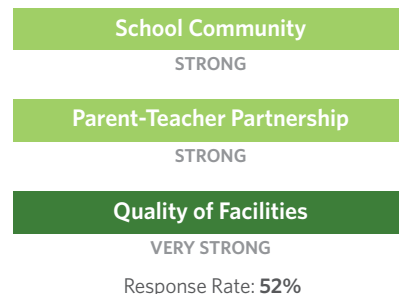 School Community
STRONG
Parent-Teacher Partnership
STRONG
Quality of Facilities
VERY STRONG
Response Rate: 52%